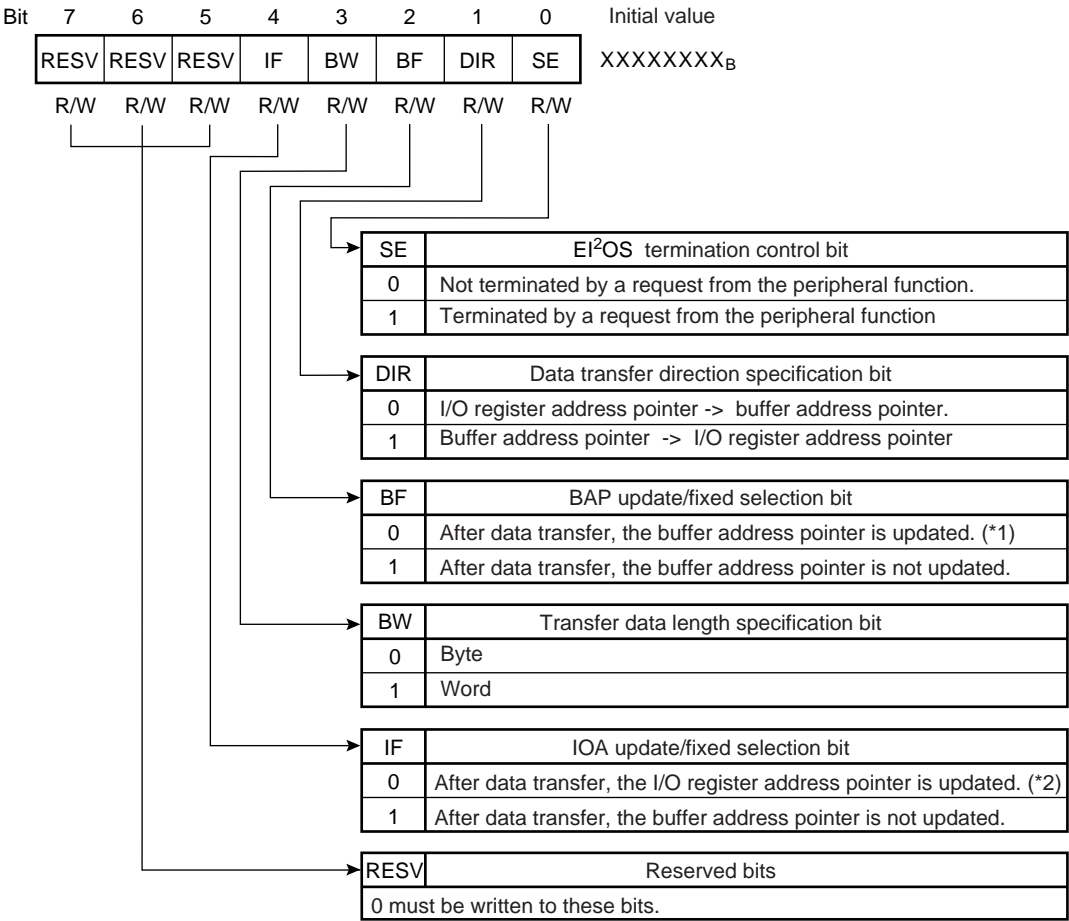 Bit 7 6 5 4 3 2 1 0 Initial value
RESV RESV RESV IF BW BF DIR SE XXXXXXXXB
R/W R/W R/W R/W R/W R/W R/W R/W
SE EI2OS termination control bit
0 Not terminated by a request from the peripheral function.
1 Terminated by a request from the peripheral function
DIR Data transfer direction specification bit
0 I/O register address pointer -> buffer address pointer.
1 Buffer address pointer -> I/O register address pointer
BF BAP update/fixed selection bit
0 After data transfer, the buffer address pointer is updated. (*1)
1 After data transfer, the buffer address pointer is not updated.
BW Transfer data length specification bit
0 Byte
1 Word
IF IOA update/fixed selection bit
0 After data transfer, the I/O register address pointer is updated. (*2)
1 After data transfer, the buffer address pointer is not updated.
RESV Reserved bits
0 must be written to these bits.